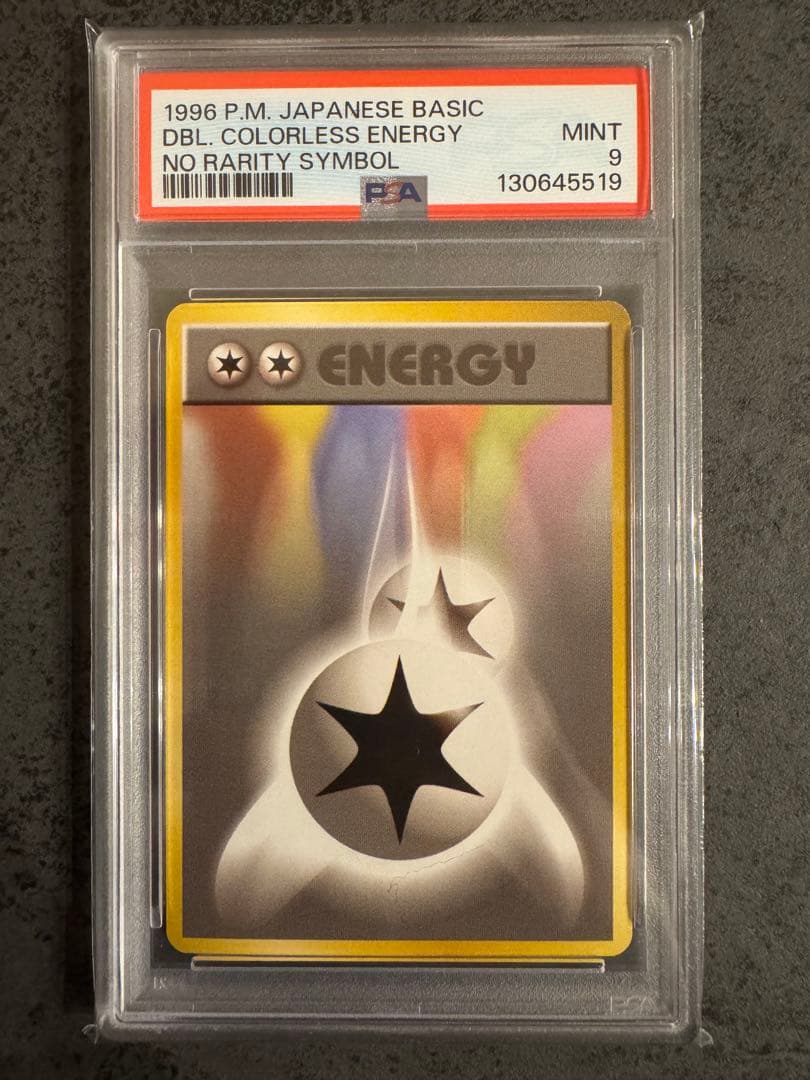 1996 P.M. JAPANESE BASIC
DBL. COLORLESS ENERGY MINT
NO RARITY SYMBOL 9
PSA 130645519
ENERGY